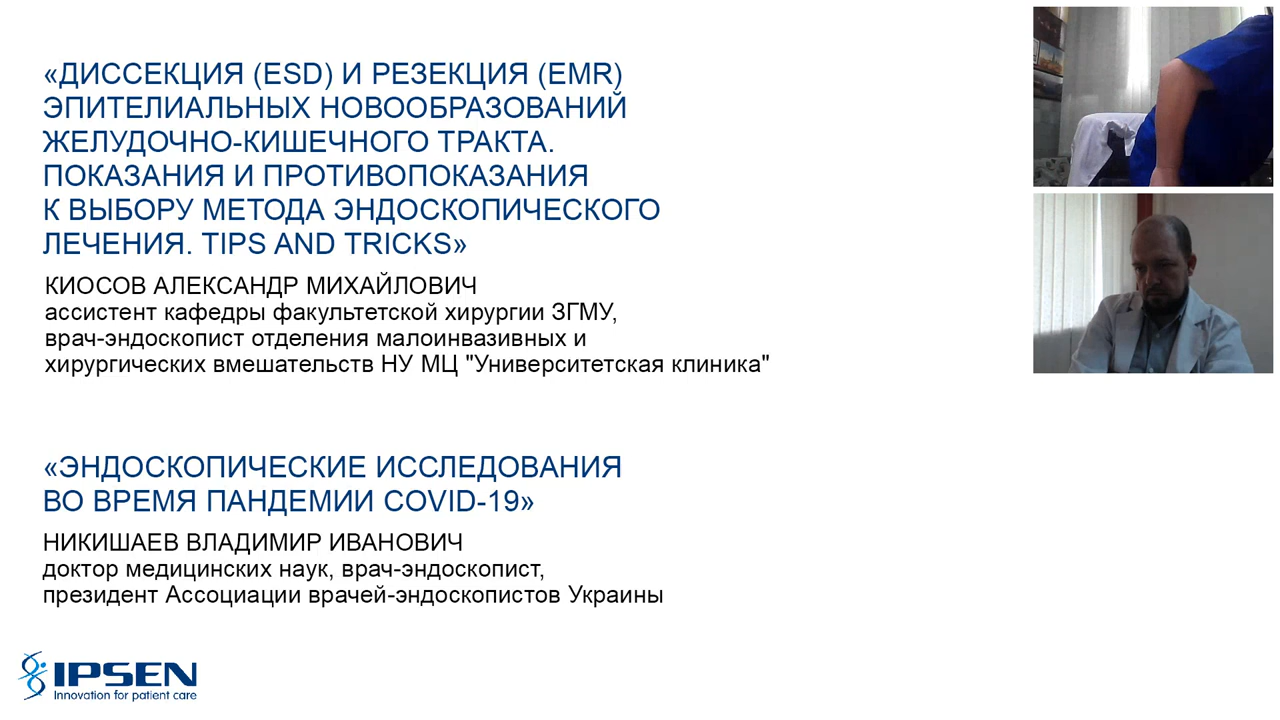 «ДИССЕКЦИЯ (ESD) И РЕЗЕКЦИЯ (EMR)
ЭПИТЕЛИАЛЬНЫХ НОВООБРАЗОВАНИЙ
ЖЕЛУДОЧНО-КИШЕЧНОГО ТРАКТА.
ПОКАЗАНИЯ И ПРОТИВОПОКАЗАНИЯ
К ВЫБОРУ МЕТОДА ЭНДОСКОПИЧЕСКОГО
ЛЕЧЕНИЯ. TIPS AND TRICKS»
КИОСОВ АЛЕКСАНДР МИХАЙЛОВИЧ
ассистент кафедры факультетской хирургии ЗГМУ,
врач-эндоскопист отделения малоинвазивных и
хирургических вмешательств НУ МЦ "Университетская клиника"
«ЭНДОСКОПИЧЕСКИЕ ИССЛЕДОВАНИЯ
ВО ВРЕМЯ ПАНДЕМИИ COVID-19»
НИКИШАЕВ ВЛАДИМИР ИВАНОВИЧ
доктор медицинских наук, врач-эндоскопист,
президент Ассоциации врачей-эндоскопистов Украины
IPSEN
Innovation for patient care